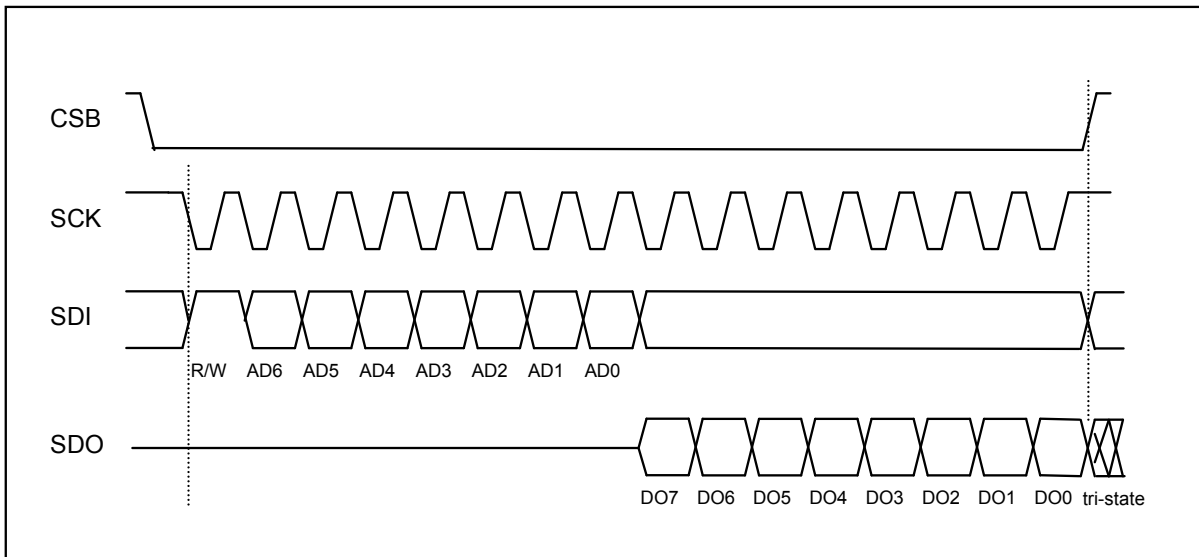 CSB
SCK
SDI
R/W AD6 AD5 AD4 AD3 AD2 AD1 AD0
SDO
DO7 DO6 DO5 DO4 DO3 DO2 DO1 DO0 tri-state